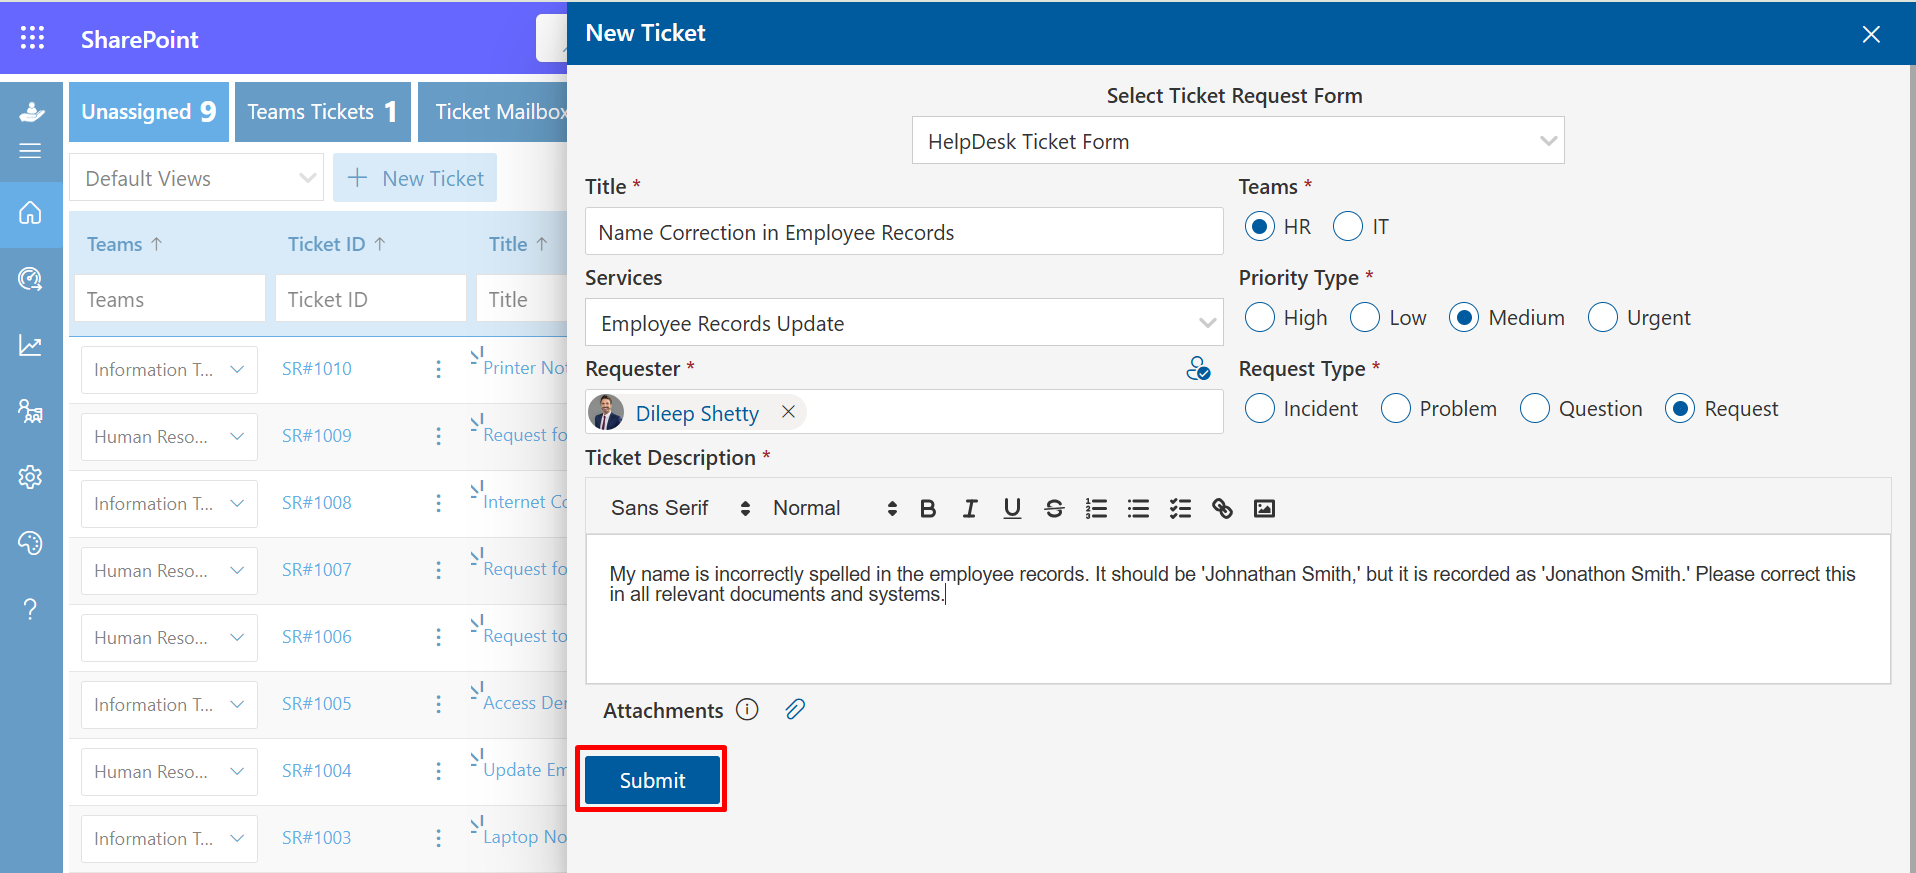 SharePoint
New Ticket
Unassigned 9
Teams Tickets 1
Ticket Mailbox
Default Views
New Ticket
Teams
Ticket ID
Title
Teams
Ticket ID
Title
Information T...
SR#1010
Printer Not
Human Reso...
SR#1009
Request fo
Information T...
SR#1008
Internet Co
Human Reso...
SR#1007
Request fo
Human Reso...
SR#1006
Request to
Information T...
SR#1005
Access Den
Human Reso...
SR#1004
Update Em
Information T...
SR#1003
Laptop No
Select Ticket Request Form
HelpDesk Ticket Form
Title *
Name Correction in Employee Records
Teams *
HR IT
Services
Employee Records Update
Priority Type *
High Low Medium Urgent
Requester *
Dileep Shetty
Request Type *
Incident Problem Question Request
Ticket Description *
Sans Serif Normal
My name is incorrectly spelled in the employee records. It should be 'Johnathan Smith,' but it is recorded as 'Jonathon Smith.' Please correct this
in all relevant documents and systems.
Attachments
Submit